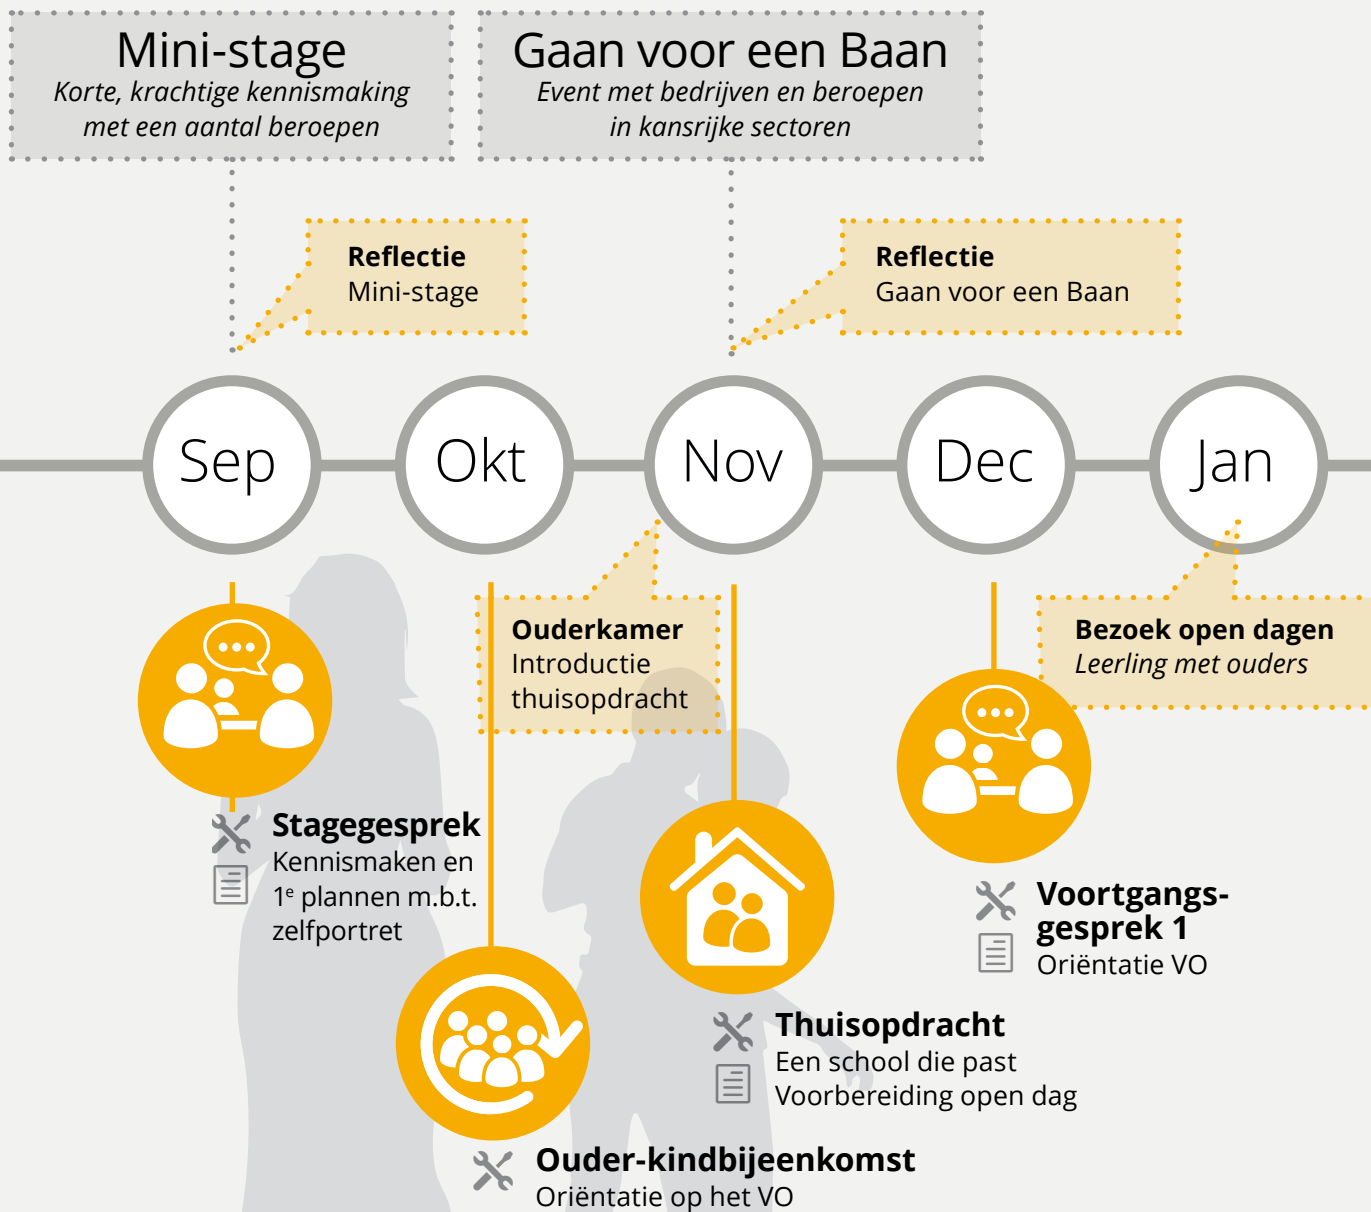 Mini-stage
Korte, krachtige kennismaking
met een aantal beroepen
Gaan voor een Baan
Event met bedrijven en beroepen
in kansrijke sectoren
Reflectie
Mini-stage
Reflectie
Gaan voor een Baan
Sep
Okt
Nov
Dec
Jan
Ouderkamer
Introductie
thuisopdracht
Bezoek open dagen
Leerling met ouders
Stagegesprek
Kennismaken en
1e plannen m.b.t.
zelfportret
Voortgangs-
gesprek 1
Oriëntatie VO
Thuisopdracht
Een school die past
Voorbereiding open dag
Ouder-kindbijeenkomst
Oriëntatie op het VO